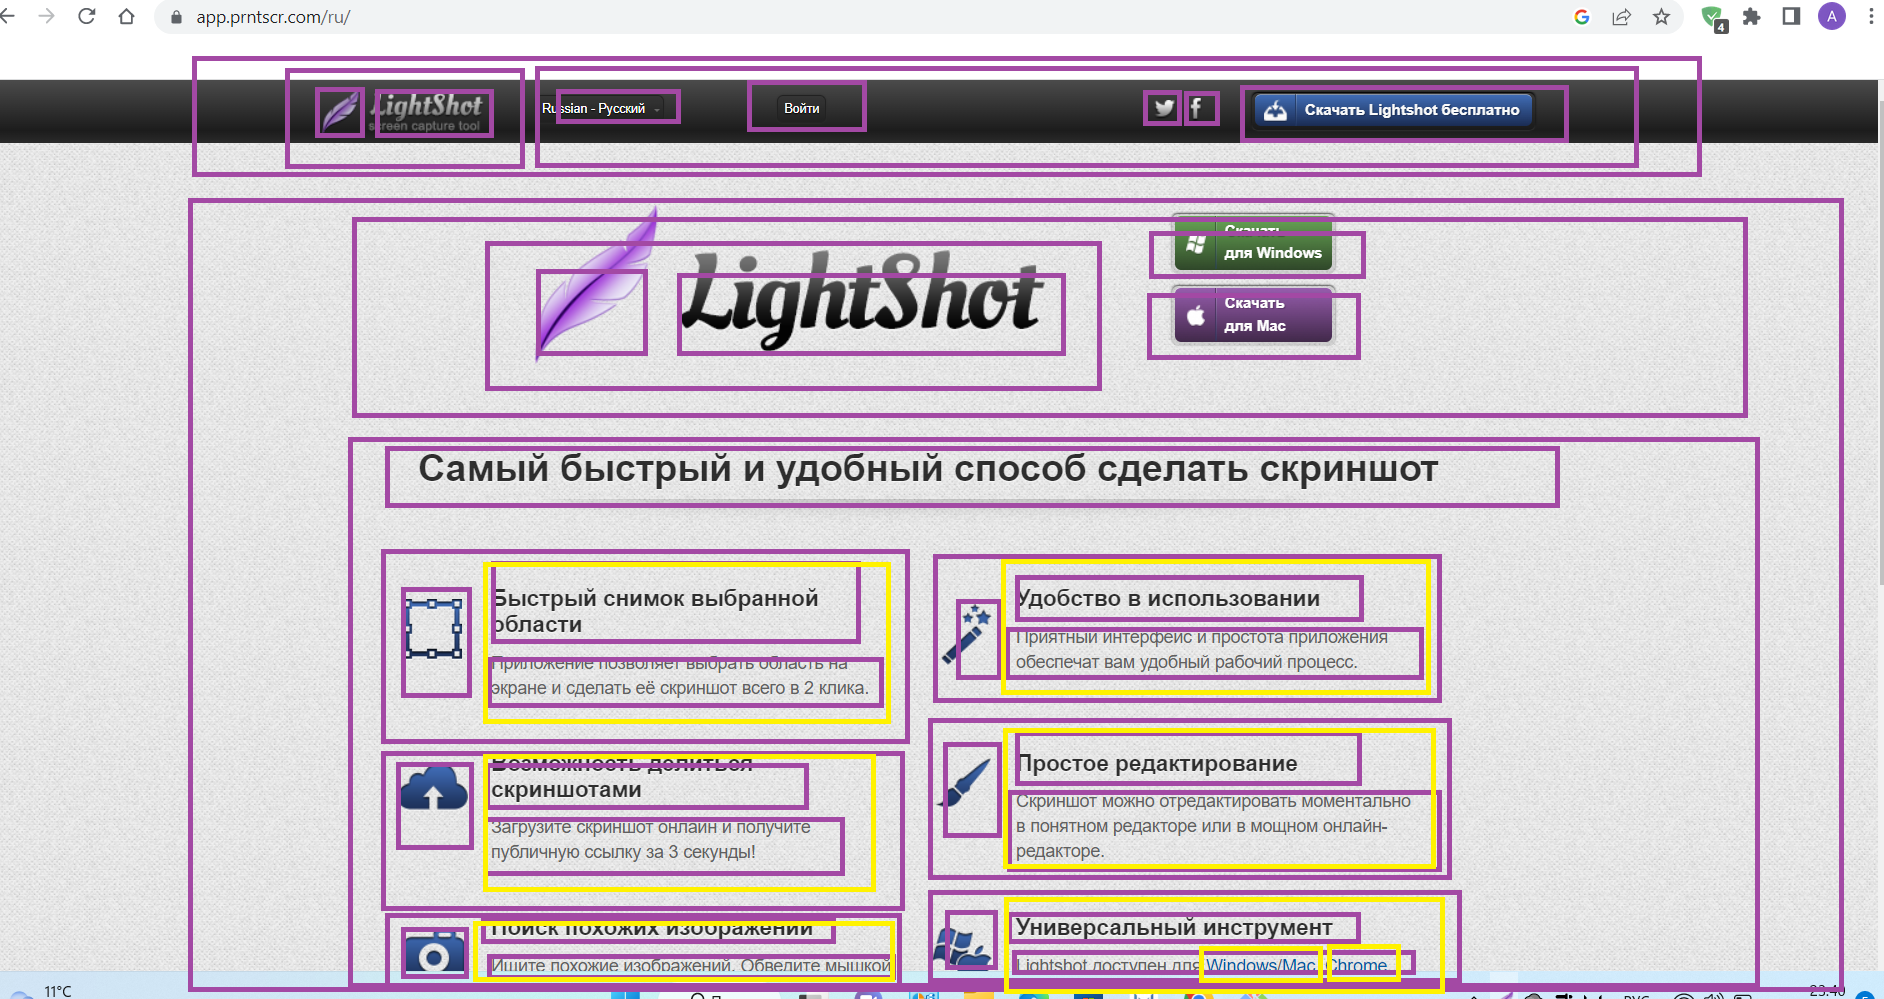 app.prntscr.com/ru/
4
A
LightShot
screen capture tool
Russian - Русский
Войти
Скачать Lightshot бесплатно
LightShot
Скачать
для Windows
Скачать
для Mac
Самый быстрый и удобный способ сделать скриншот
Быстрый снимок выбранной
области
Приложение позволяет выбрать область на
экране и сделать её скриншот всего в 2 клика.
Удобство в использовании
Приятный интерфейс и простота приложения
обеспечат вам удобный рабочий процесс.
Возможность делиться
скриншотами
Загрузите скриншот онлайн и получите
публичную ссылку за 3 секунды!
Простое редактирование
Скриншот можно отредактировать моментально
в понятном редакторе или в мощном онлайн-
редакторе.
Поиск похожих изображений
Ищите похожие изображений. Обведите мышкой
Универсальный инструмент
Lightshot доступен для Windows/Mac, Chrome,
11°C